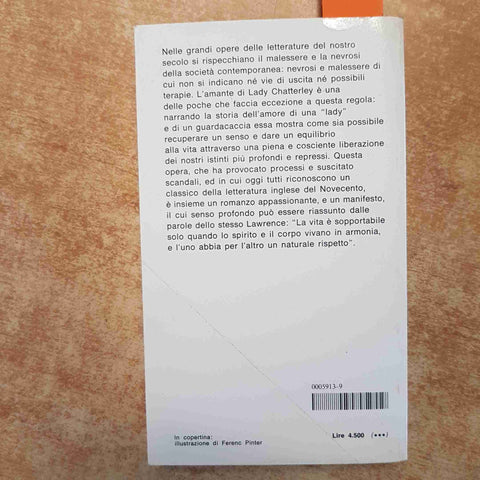 Nelle grandi opere delle letterature del nostro
secolo si rispecchiano il malessere e la nevrosi
della società contemporanea: nevrosi e malessere di
cui non si indicano né vie di uscita né possibili
terapie. L'amante di Lady Chatterley è una
delle poche che faccia eccezione a questa regola:
narrando la storia dell'amore di una "lady"
e di un guardacaccia essa mostra come sia possibile
recuperare un senso e dare un equilibrio
alla vita attraverso una piena e cosciente liberazione
dei nostri istinti più profondi e repressi. Questa
opera, che ha provocato processi e suscitato
scandali, ed in cui oggi tutti riconoscono un
classico della letteratura inglese del Novecento,
è insieme un romanzo appassionante, e un manifesto,
il cui senso profondo può essere riassunto dalle
parole dello stesso Lawrence: "La vita è sopportabile
solo quando lo spirito e il corpo vivano in armonia,
e l'uno abbia per l'altro un naturale rispetto".
0005913-9
In copertina:
illustrazione di Ferenc Pinter
Lire 4.500 (•••)